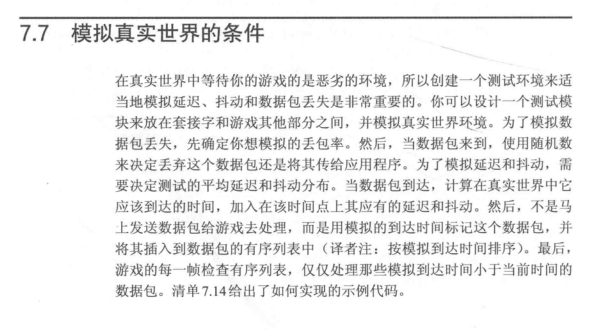 7.7 模拟真实世界的条件
在真实世界中等待你的游戏的是恶劣的环境，所以创建一个测试环境来适
当地模拟延迟、抖动和数据包丢失是非常重要的。你可以设计一个测试模
块来放在套接字和游戏其他部分之间，并模拟真实世界环境。为了模拟数
据包丢失，先确定你想模拟的丢包率。然后，当数据包来到，使用随机数
来决定丢弃这个数据包还是将其传给应用程序。为了模拟延迟和抖动，需
要决定测试的平均延迟和抖动分布。当数据包到达，计算在真实世界中它
应该到达的时间，加入在该时间点上其应有的延迟和抖动。然后，不是马
上发送数据包给游戏去处理，而是用模拟的到达时间标记这个数据包，并
将其插入到数据包的有序列表中（译者注：按模拟到达时间排序）。最后，
游戏的每一帧检查有序列表，仅仅处理那些模拟到达时间小于当前时间的
数据包。清单7.14给出了如何实现的示例代码。